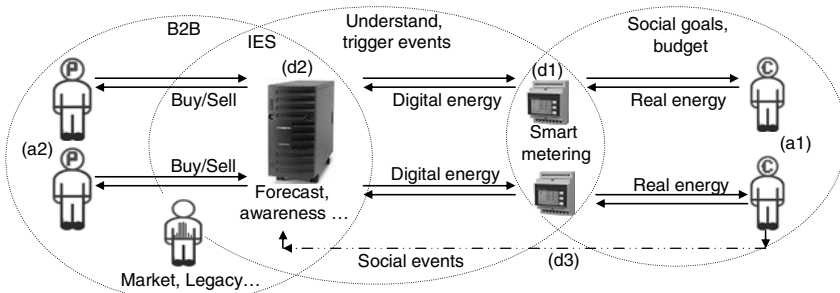 B2B
IES
Understand,
trigger events
Social goals,
budget
P
(d2)
(d1)
C
Buy/Sell
Digital energy
Real energy
(a2)
Smart
metering
(a1)
P
Buy/Sell
Digital energy
Real energy
C
Forecast,
awareness …
Market, Legacy…
Social events
(d3)